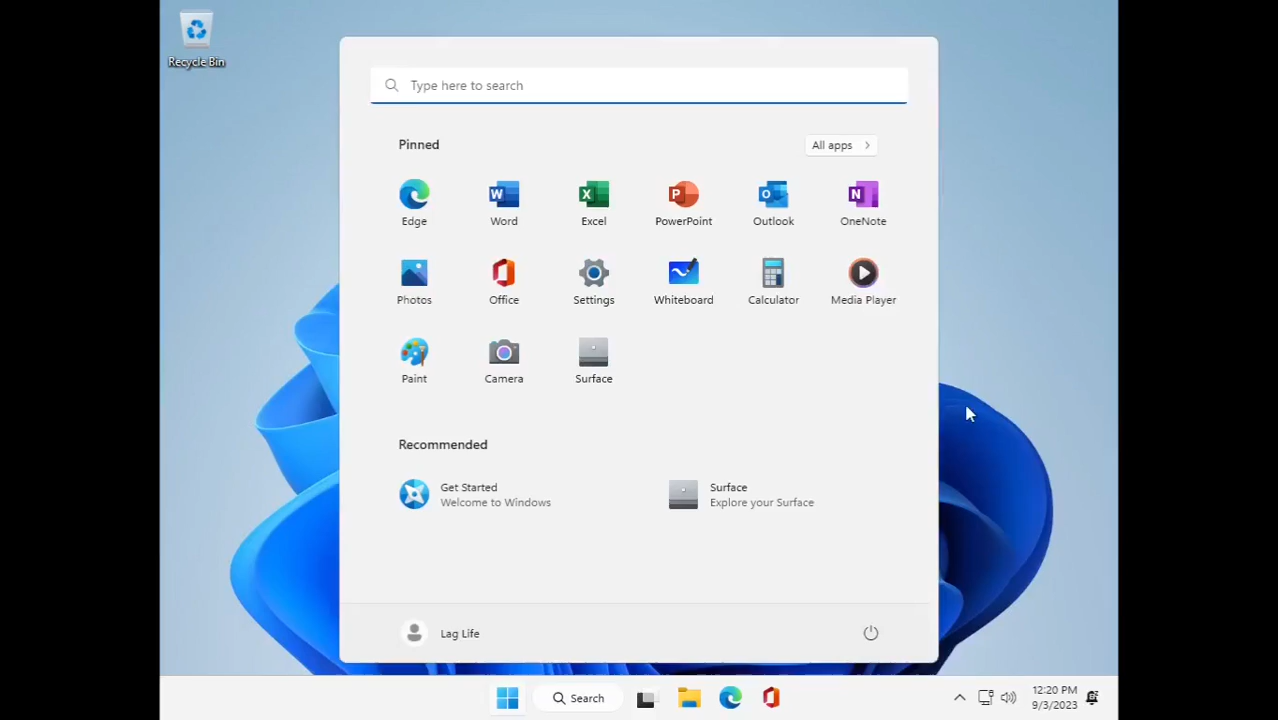 Recycle Bin
Type here to search
Pinned
All apps
Edge
Word
Excel
PowerPoint
Outlook
OneNote
Photos
Office
Settings
Whiteboard
Calculator
Media Player
Paint
Camera
Surface
Recommended
Get Started
Welcome to Windows
Surface
Explore your Surface
Lag Life
Search
12:20 PM
9/3/2023